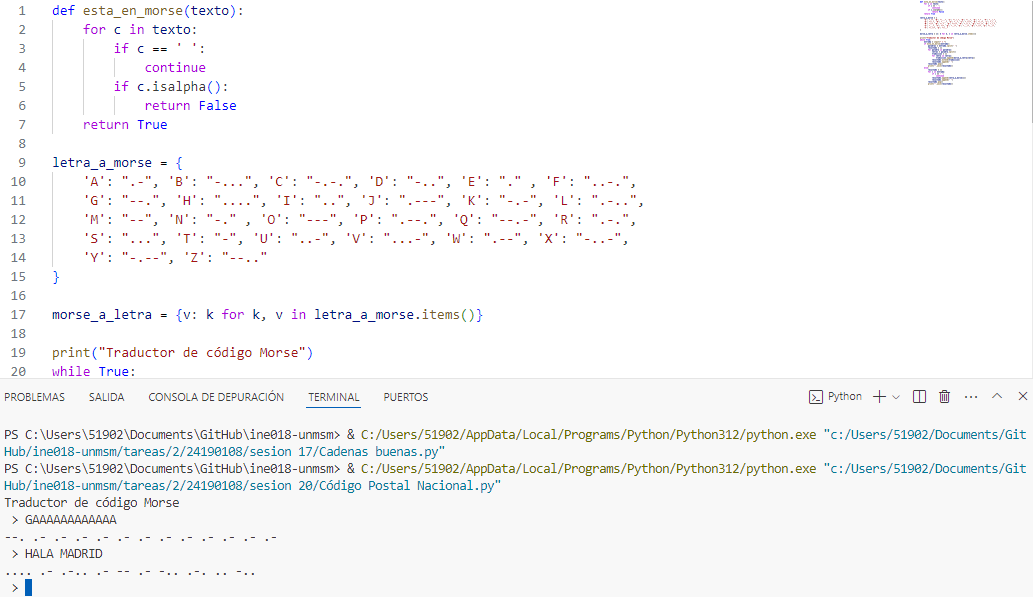 1 def esta_en_morse(texto):
2     for c in texto:
3         if c == ' ':
4             continue
5         if c.isalpha():
6             return False
7     return True
8
9 letra_a_morse = {
10     'A': ".-", 'B': "-...", 'C': "-.-.", 'D': "-..", 'E': "." , 'F': "..-.",
11     'G': "--.", 'H': "....", 'I': "..", 'J': ".---", 'K': "-.-", 'L': ".-..",
12     'M': "--", 'N': "-." , 'O': "---", 'P': ".--.", 'Q': "--.-", 'R': ".-.",
13     'S': "...", 'T': "-", 'U': "..-", 'V': "...-", 'W': ".--", 'X': "-..-",
14     'Y': "-.--", 'Z': "--.."
15 }
16
17 morse_a_letra = {v: k for k, v in letra_a_morse.items()}
18
19 print("Traductor de código Morse")
20 while True:
PROBLEMAS SALIDA CONSOLA DE DEPURACIÓN TERMINAL PUERTOS Python
PS C:\Users\51902\Documents\GitHub\ine018-unmsm> & C:/Users/51902/AppData/Local/Programs/Python/Python312/python.exe "c:/Users/51902/Documents/Git
Hub/ine018-unmsm/tareas/2/24190108/sesion 17/Cadenas buenas.py"
PS C:\Users\51902\Documents\GitHub\ine018-unmsm> & C:/Users/51902/AppData/Local/Programs/Python/Python312/python.exe "c:/Users/51902/Documents/Git
Hub/ine018-unmsm/tareas/2/24190108/sesion 20/Código Postal Nacional.py"
Traductor de código Morse
> GAAAAAAAAAAAA
--. .- .- .- .- .- .- .- .- .- .- .- .-
> HALA MADRID
.... .- .-.. .- -- .- -.. .-. .. -..
>